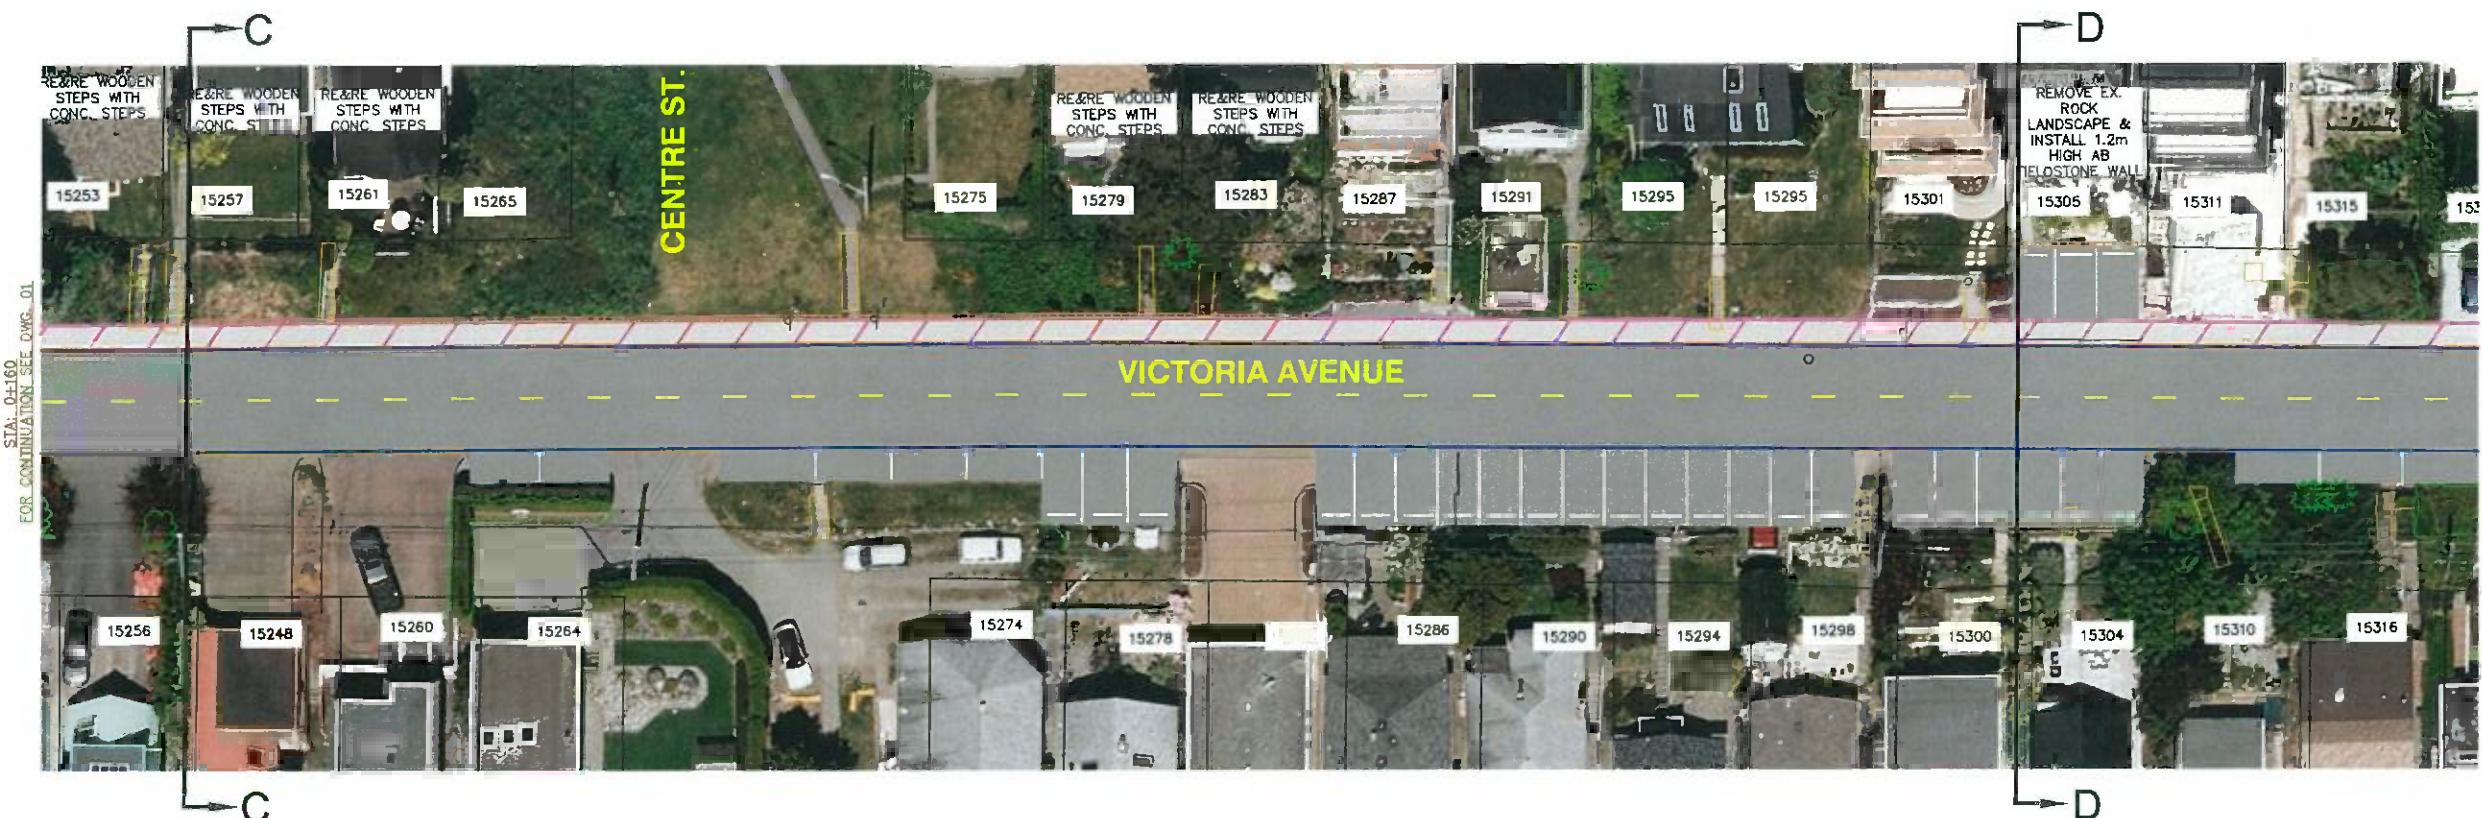 C
D
RE&RE WOODEN
STEPS WITH
CONC. STEPS
RE&RE WOODEN
STEPS WITH
CONC.
RE&RE WOODEN
STEPS WITH
CONC. STEPS
CENTRE ST.
RE&RE WOODEN
STEPS WITH
CONC. STEPS
RE&RE WOODEN
STEPS WITH
CONC. STEPS
REMOVE EX.
ROCK
LANDSCAPE &
INSTALL 1.2m
HIGH AB
WALL
15253
15257
15261
15265
15275
15279
15283
15287
15291
15295
15295
15301
15305
15311
15315
STA: 0+160
FOR CONTINUATION SEE DWG. 01
VICTORIA AVENUE
15256
15248
15260
15264
15274
15278
15286
15290
15294
15298
15300
15304
15310
15316
C
D